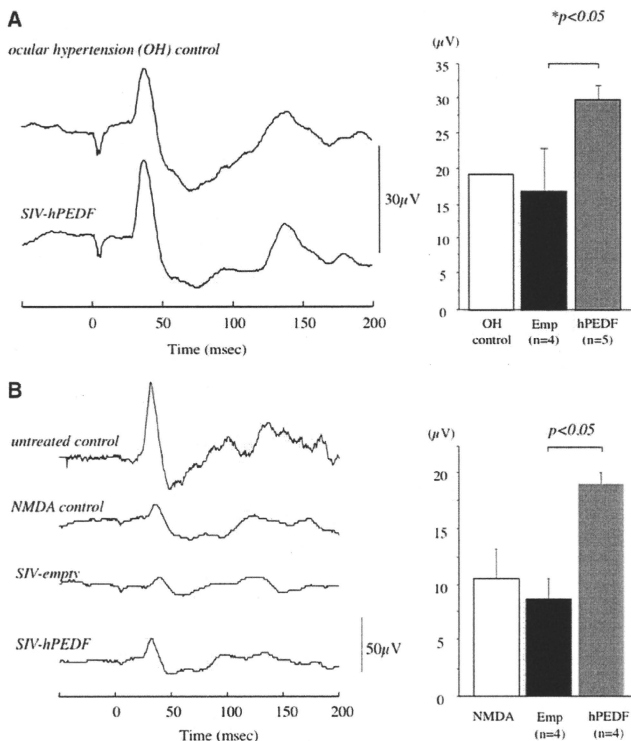 A
ocular hypertension (OH) control
SIV-hPEDF
30μV
0 50 100 150 200
Time (msec)
*p<0.05
(μV)
35
30
25
20
15
10
5
0
OH control
Emp (n=4)
hPEDF (n=5)
B
untreated control
NMDA control
SIV-empty
SIV-hPEDF
50μV
0 50 100 150 200
Time (msec)
p<0.05
(μV)
20
15
10
5
0
NMDA
Emp (n=4)
hPEDF (n=4)